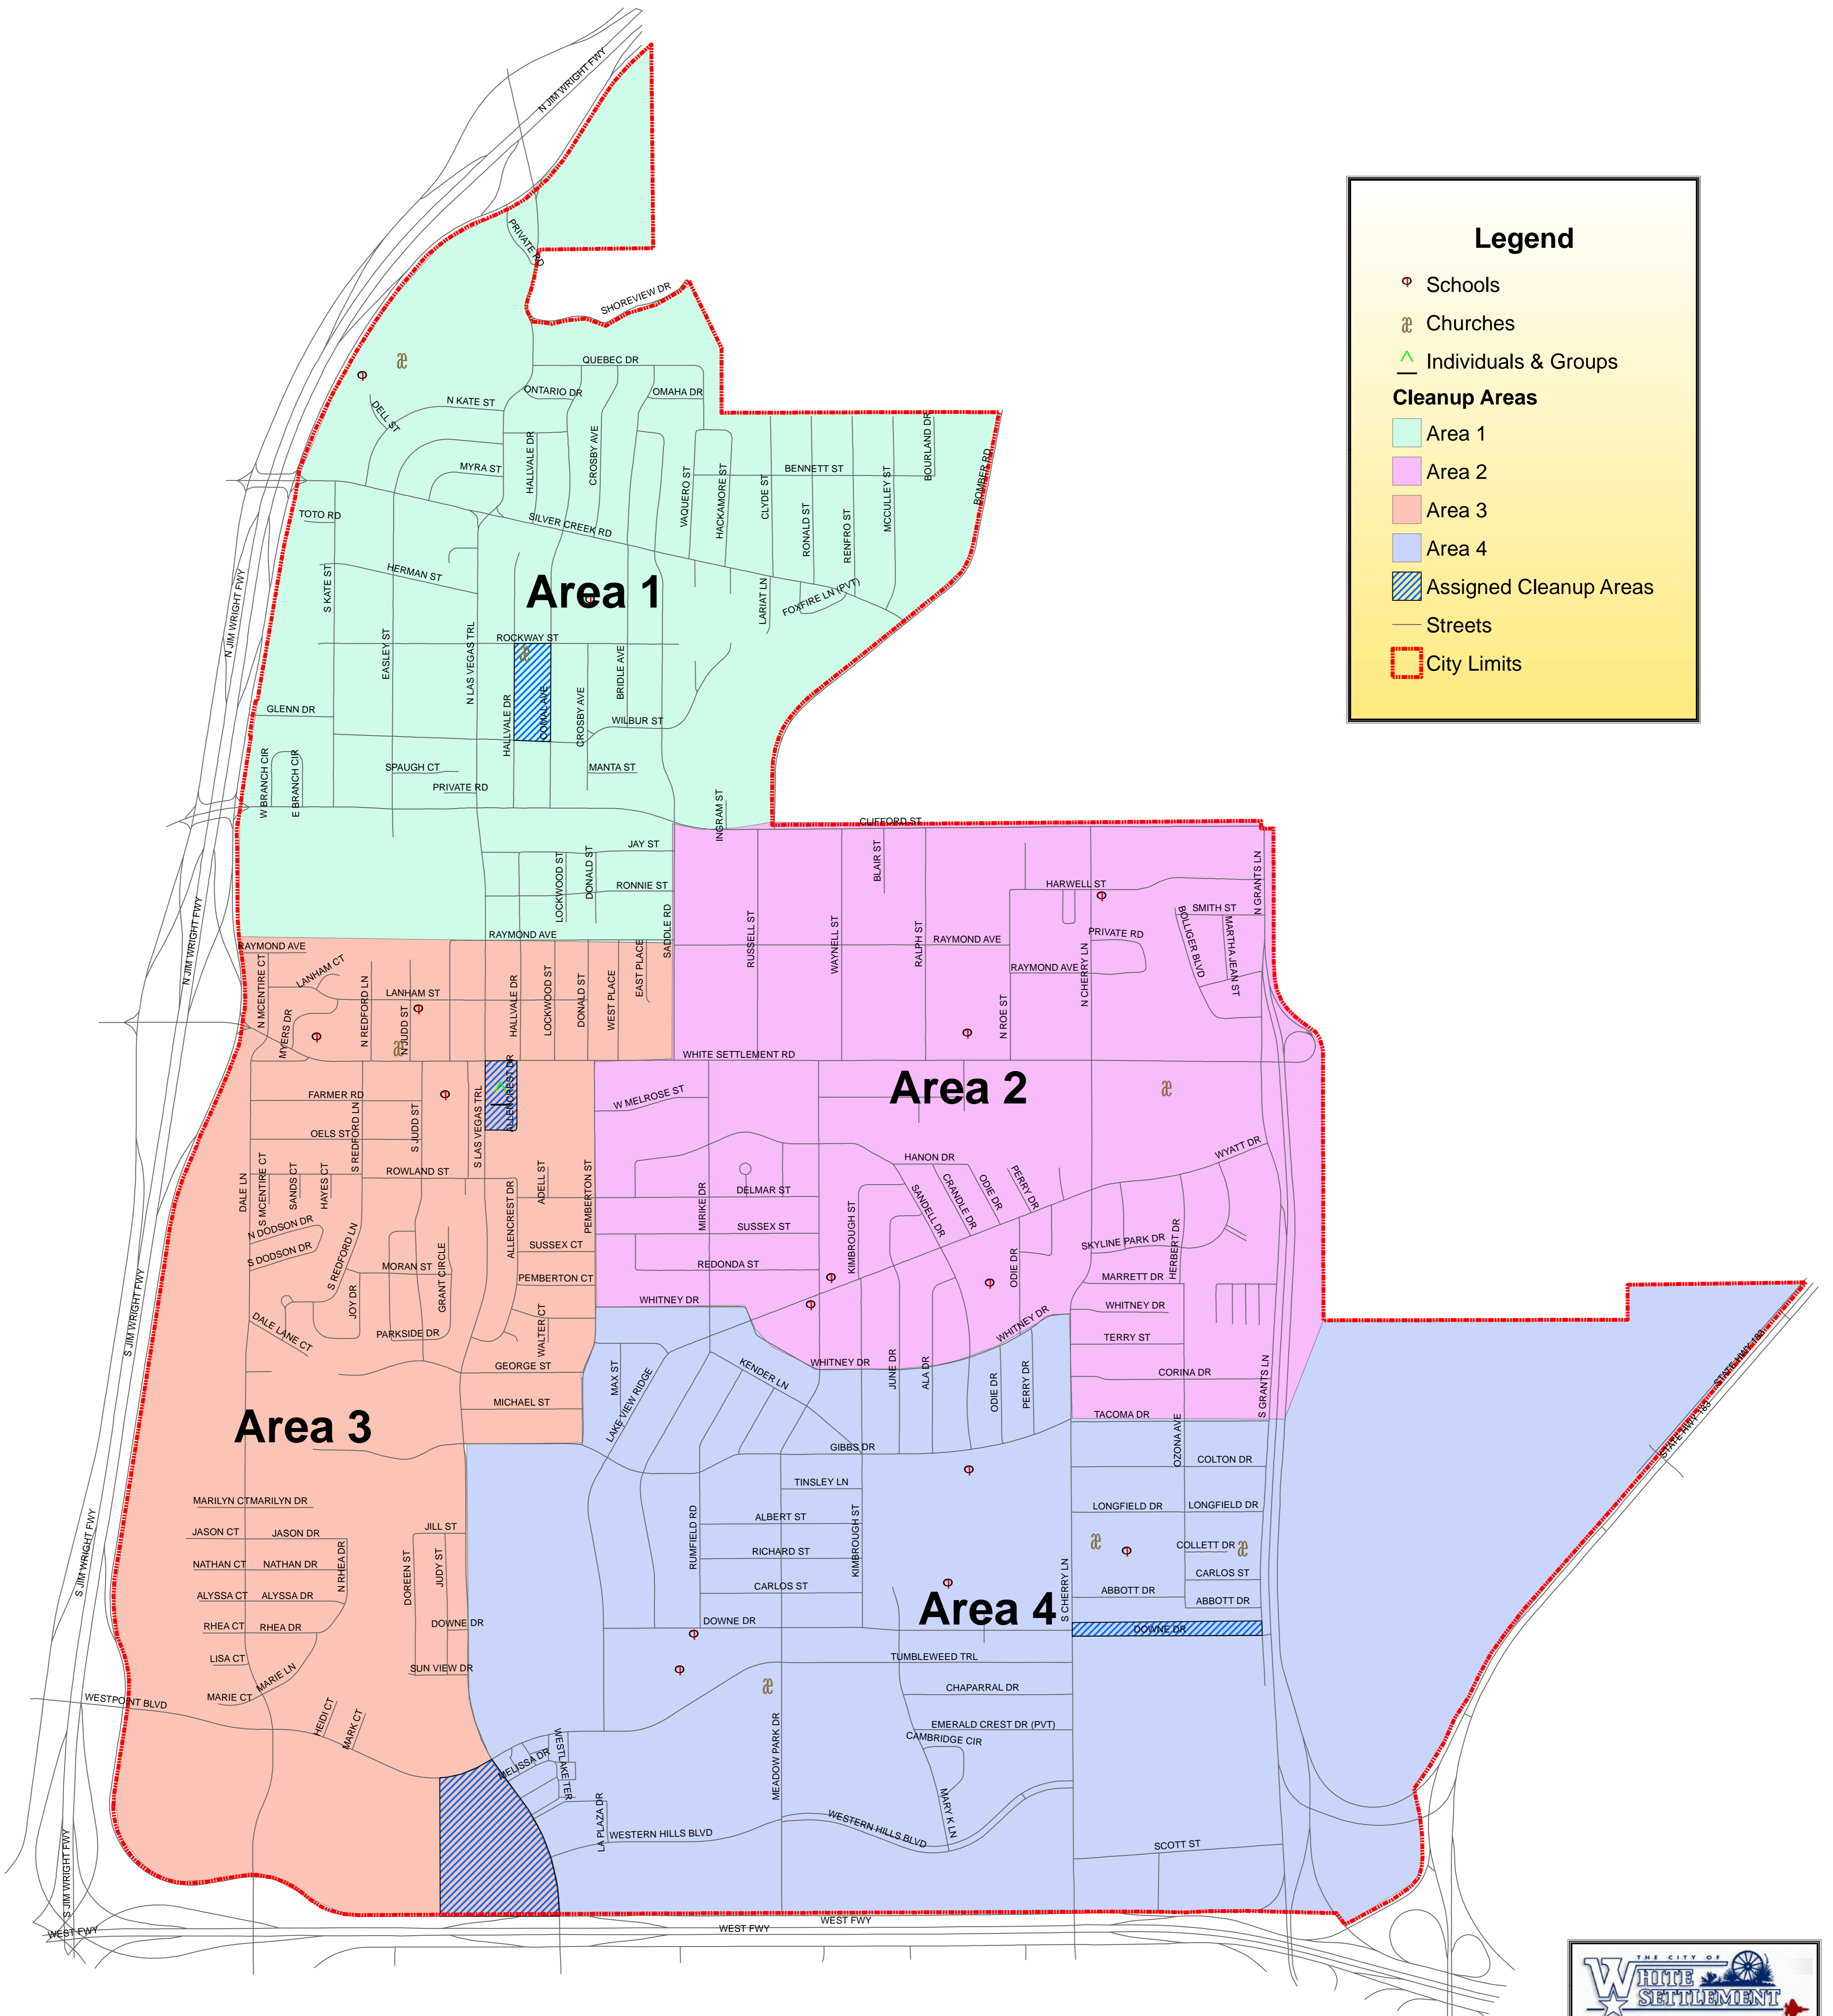 N JIM WRIGHT FWY
PRIVATE RD
SHOREVIEW DR
Legend
Schools
æ Churches
Individuals & Groups
Cleanup Areas
Area 1
Area 2
Area 3
Area 4
Assigned Cleanup Areas
Streets
City Limits
æ
QUEBEC DR
ONTARIO DR
OMAHA DR
N KATE ST
DELL ST
HALLVALE DR
CROSBY AVE
MYRA ST
VAQUERO ST
HACKAMORE ST
CLYDE ST
BENNETT ST
RONALD ST
RENFRO ST
MCCULLEY ST
BOURLAND DR
BOMBER RD
TOTO RD
SILVER CREEK RD
S KATE ST
HERMAN ST
Area 1
LARIAT LN
FOXFIRE LN (PVT)
N JIM WRIGHT FWY
EASLEY ST
N LAS VEGAS TRL
ROCKWAY ST
æ
BRIDLE AVE
GLENN DR
HALLVALE DR
COMAL AVE
CROSBY AVE
WILBUR ST
W BRANCH CIR
E BRANCH CIR
SPAUGH CT
MANTA ST
PRIVATE RD
INGRAM ST
CLIFFORD ST
JAY ST
BLAIR ST
LOCKWOOD ST
DONALD ST
RONNIE ST
HARWELL ST
N GRANTS LN
N JIM WRIGHT FWY
SADDLE RD
RUSSELL ST
WAYNELL ST
RALPH ST
SMITH ST
BOLLIGER BLVD
MARTHA JEAN ST
RAYMOND AVE
RAYMOND AVE
RAYMOND AVE
PRIVATE RD
RAYMOND AVE
N MCENTIRE CT
LANHAM CT
LANHAM ST
N REDFORD LN
N JUDD ST
HALLVALE DR
LOCKWOOD ST
DONALD ST
WEST PLACE
EAST PLACE
N ROE ST
N CHERRY LN
MYERS DR
æ
WHITE SETTLEMENT RD
Area 2
æ
FARMER RD
ALLENCREST DR
W MELROSE ST
OELS ST
S REDFORD LN
S JUDD ST
S LAS VEGAS TRL
ROWLAND ST
DALE LN
S MCENTIRE CT
SANDS CT
HAYES CT
ADELL ST
PEMBERTON ST
HANON DR
WYATT DR
DELMAR ST
MIRIKE DR
KIMBROUGH ST
SANDELL DR
CRANDLE DR
ODIE DR
PERRY DR
N DODSON DR
S DODSON DR
S REDFORD LN
ALLENCREST DR
SUSSEX ST
SUSSEX CT
REDONDA ST
SKYLINE PARK DR
HERBERT DR
MORAN ST
GRANT CIRCLE
PEMBERTON CT
ODIE DR
MARRETT DR
JOY DR
WHITNEY DR
WHITNEY DR
WHITNEY DR
DALE LANE CT
PARKSIDE DR
WALTER CT
TERRY ST
S JIM WRIGHT FWY
GEORGE ST
MAX ST
LAKE VIEW RIDGE
KENDER LN
WHITNEY DR
JUNE DR
ALA DR
ODIE DR
PERRY DR
CORINA DR
S GRANTS LN
STATE HWY 183
STATE HWY 183
MICHAEL ST
Area 3
TACOMA DR
GIBBS DR
OZONA AVE
COLTON DR
TINSLEY LN
MARILYN CT
MARILYN DR
LONGFIELD DR
LONGFIELD DR
JILL ST
RUMFIELD RD
ALBERT ST
KIMBROUGH ST
JASON CT
JASON DR
N RHEA DR
DOREEN ST
JUDY ST
RICHARD ST
æ
COLLETT DR
æ
NATHAN CT
NATHAN DR
CARLOS ST
CARLOS ST
S CHERRY LN
ABBOTT DR
ABBOTT DR
S JIM WRIGHT FWY
ALYSSA CT
ALYSSA DR
Area 4
RHEA CT
RHEA DR
DOWNE DR
DOWNE DR
DOWNE DR
LISA CT
SUN VIEW DR
TUMBLEWEED TRL
MARIE LN
MARIE CT
æ
CHAPARRAL DR
WESTPOINT BLVD
HEIDI CT
MARK CT
EMERALD CREST DR (PVT)
CAMBRIDGE CIR
MELISSA DR
WESTLAKE TER
MEADOW PARK DR
MARY K LN
LA PLAZA DR
WESTERN HILLS BLVD
WESTERN HILLS BLVD
SCOTT ST
S JIM WRIGHT FWY
WEST FWY
WEST FWY
WEST FWY
THE CITY OF
WHITE
SETTLEMENT